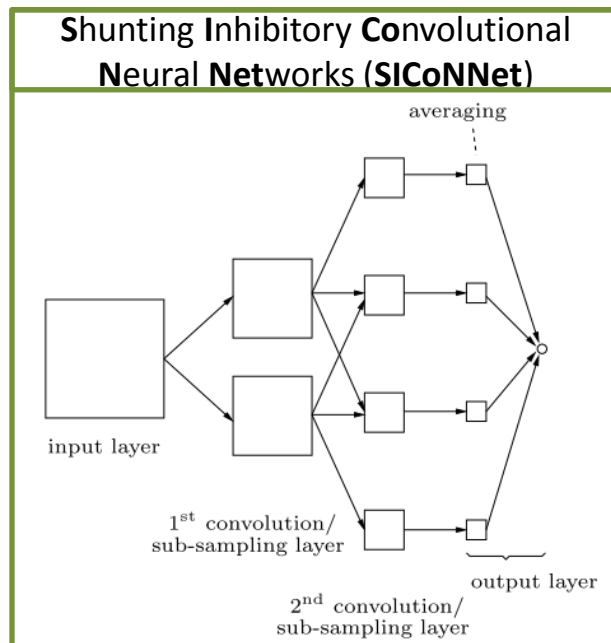 Shunting Inhibitory Convolutional
Neural Networks (SICoNNet)
averaging
input layer
1st convolution/
sub-sampling layer
output layer
2nd convolution/
sub-sampling layer